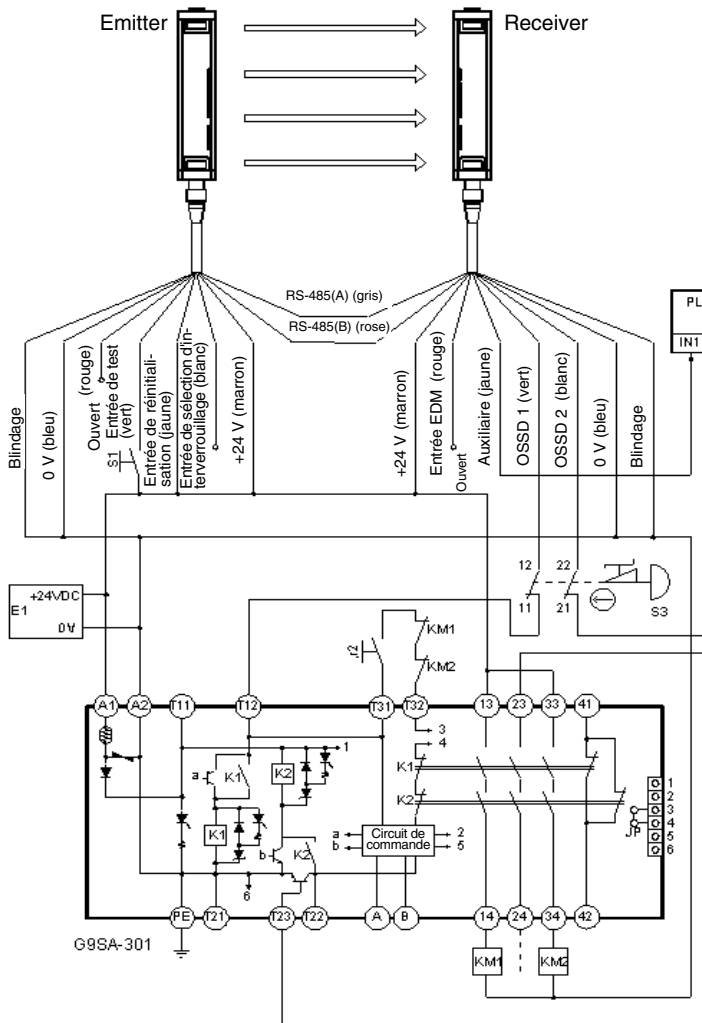 Emitter
Receiver
RS-485(A) (gris)
RS-485(B) (rose)
PL
IN1
Blindage
0 V (bleu)
Ouvert (rouge)
Entrée de test
(vert)
S1
Entrée de réinitiali-
sation (jaune)
Entrée de sélection d'in-
terverrouillage (blanc)
+24 V (marron)
+24 V (marron)
Entrée EDM (rouge)
Ouvert
Auxiliaire (jaune)
OSSD 1 (vert)
OSSD 2 (blanc)
0 V (bleu)
Blindage
12
22
11
21
S3
+24VDC
E1
0V
r2
KM1
KM2
A1
A2
T11
T12
T31
T32
13
23
33
41
1
3
4
a
K1
K2
K1
K2
K1
b
K2
6
a
b
Circuit de
commande
2
5
JP
1
2
3
4
5
6
PE
T21
T23
T22
A
B
14
24
34
42
G9SA-301
KM1
KM2